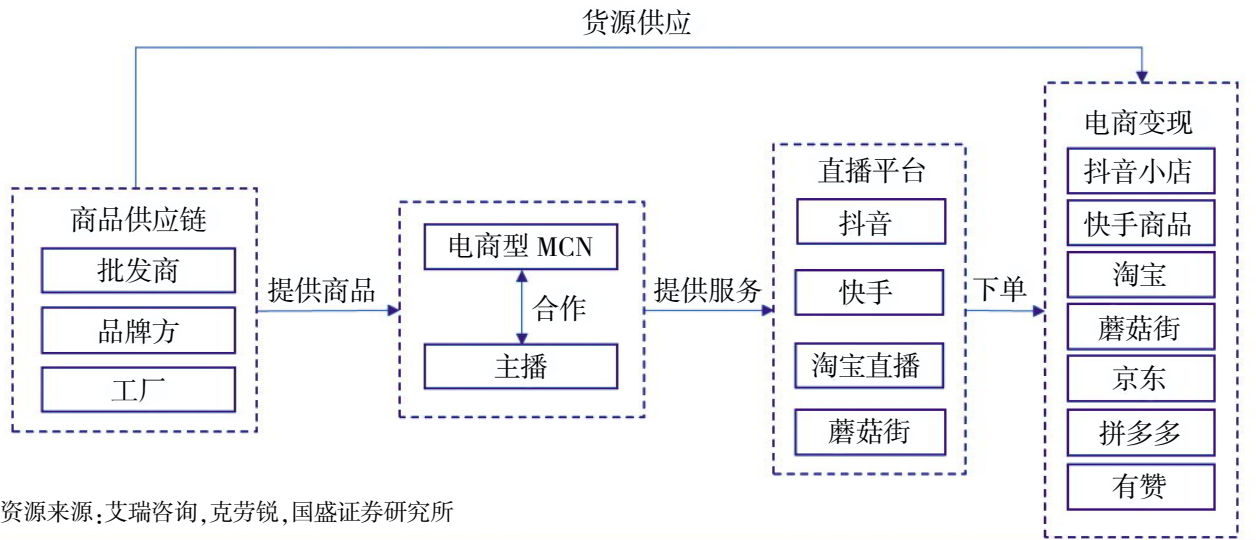 货源供应
商品供应链
批发商
品牌方
工厂
提供商品
电商型 MCN
合作
主播
提供服务
直播平台
抖音
快手
淘宝直播
蘑菇街
下单
电商变现
抖音小店
快手商品
淘宝
蘑菇街
京东
拼多多
有赞
资源来源:艾瑞咨询,克劳锐,国盛证券研究所